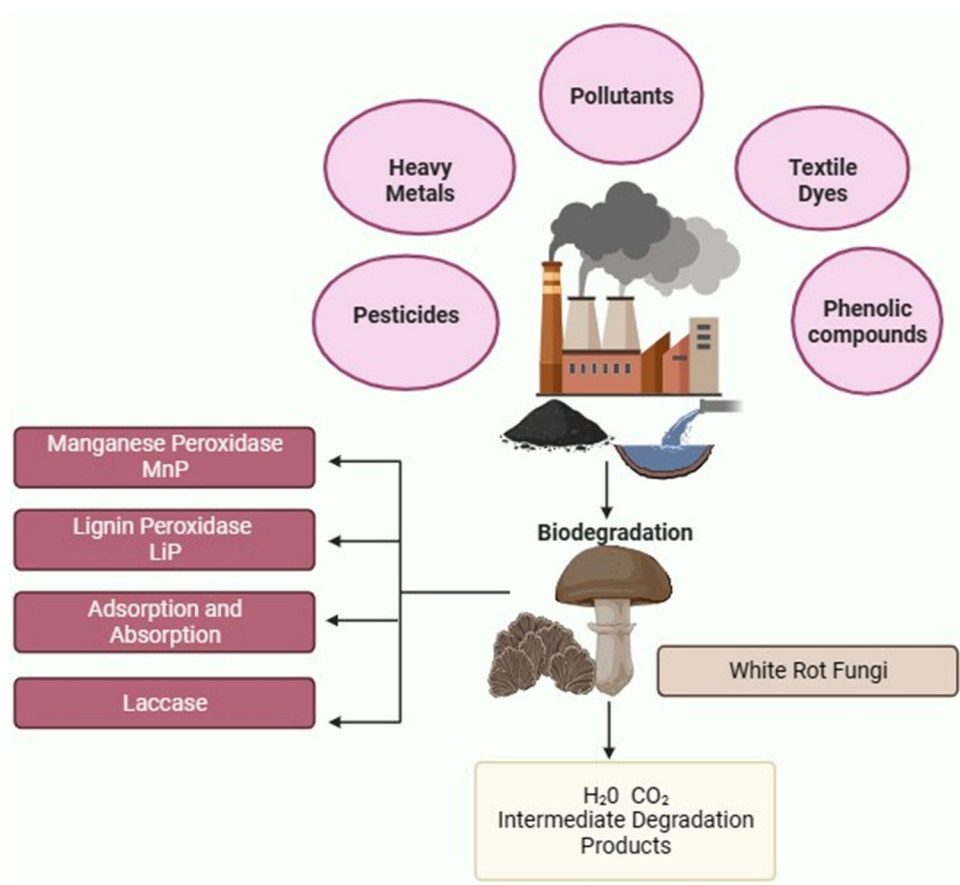 Pollutants
Heavy
Metals
Textile
Dyes
Pesticides
Phenolic
compounds
Manganese Peroxidase
MnP
Lignin Peroxidase
LiP
Adsorption and
Absorption
Laccase
Biodegradation
White Rot Fungi
H₂0 CO₂
Intermediate Degradation
Products